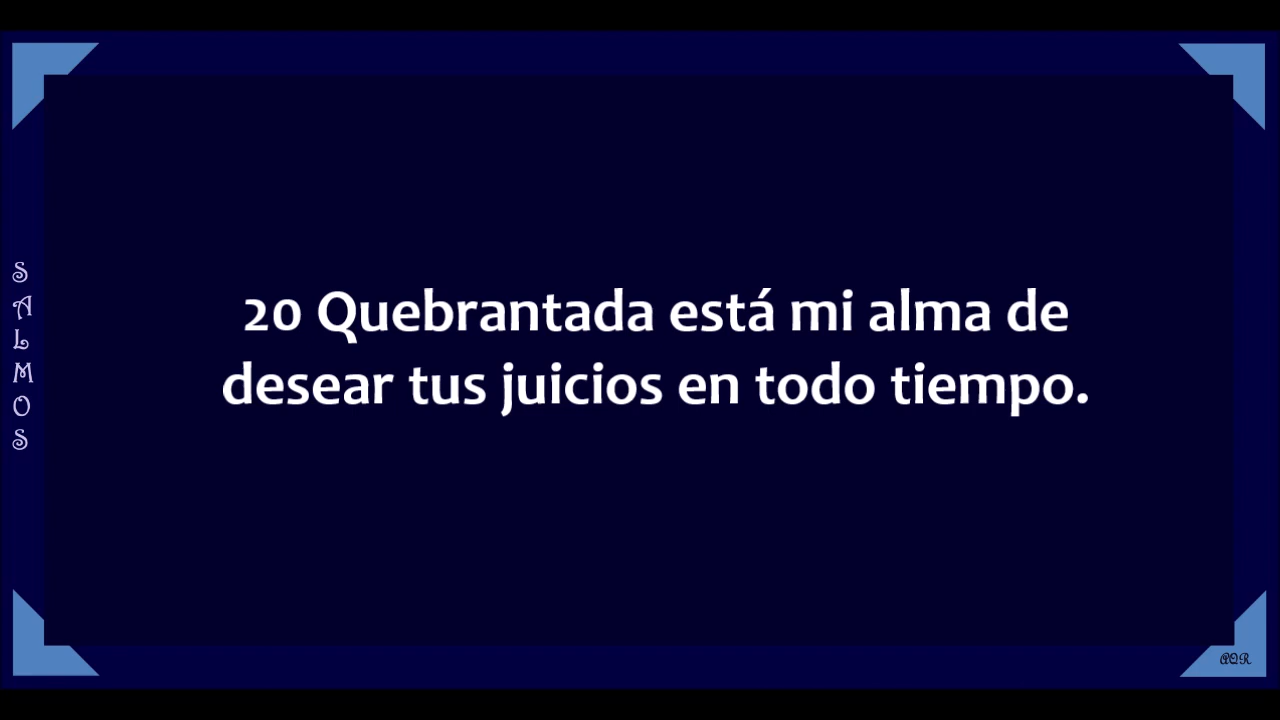 SALMOS
20 Quebrantada está mi alma de
desear tus juicios en todo tiempo.